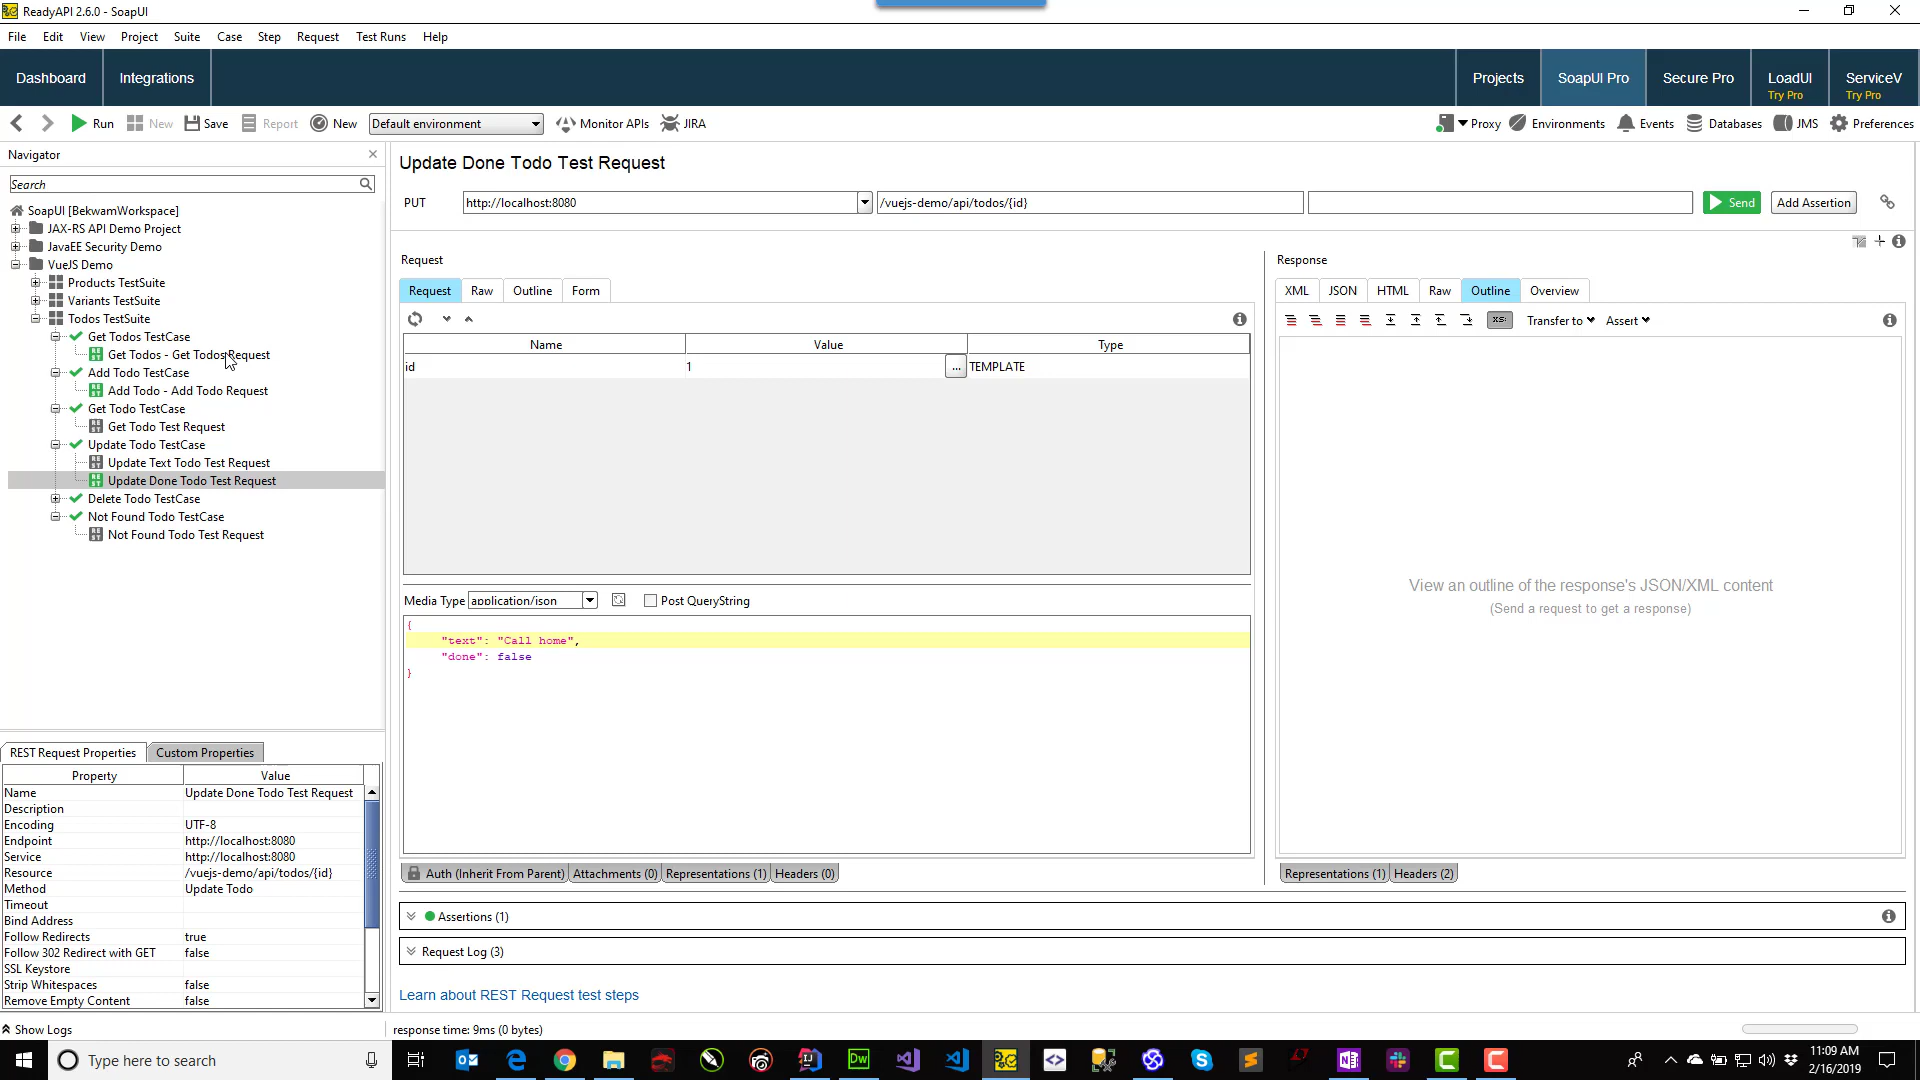 ReadyAPI 2.6.0 - SoapUI
File Edit View Project Suite Case Step Request Test Runs Help
Dashboard Integrations Projects SoapUI Pro Secure Pro LoadUI Try Pro ServiceV Try Pro
Run New Save Report New Default environment Monitor APIs JIRA Proxy Environments Events Databases JMS Preferences
Navigator
Search
SoapUI [BekwamWorkspace]
JAX-RS API Demo Project
JavaEE Security Demo
VueJS Demo
Products TestSuite
Variants TestSuite
Todos TestSuite
Get Todos TestCase
Get Todos - Get Todos Request
Add Todo TestCase
Add Todo - Add Todo Request
Get Todo TestCase
Get Todo Test Request
Update Todo TestCase
Update Text Todo Test Request
Update Done Todo Test Request
Delete Todo TestCase
Not Found Todo TestCase
Not Found Todo Test Request
REST Request Properties Custom Properties
Property Value
Name Update Done Todo Test Request
Description
Encoding UTF-8
Endpoint http://localhost:8080
Service http://localhost:8080
Resource /vuejs-demo/api/todos/{id}
Method Update Todo
Timeout
Bind Address
Follow Redirects true
Follow 302 Redirect with GET false
SSL Keystore
Strip Whitespaces false
Remove Empty Content false
Show Logs
Update Done Todo Test Request
PUT http://localhost:8080 /vuejs-demo/api/todos/{id} Send Add Assertion
Request
Request Raw Outline Form
Name Value Type
id 1 ... TEMPLATE
Media Type application/json Post QueryString
{
"text": "Call home",
"done": false
}
Auth (Inherit From Parent) Attachments (0) Representations (1) Headers (0)
Response
XML JSON HTML Raw Outline Overview
XS: Transfer to Assert
View an outline of the response's JSON/XML content
(Send a request to get a response)
Representations (1) Headers (2)
Assertions (1)
Request Log (3)
Learn about REST Request test steps
response time: 9ms (0 bytes)
Type here to search
11:09 AM
2/16/2019